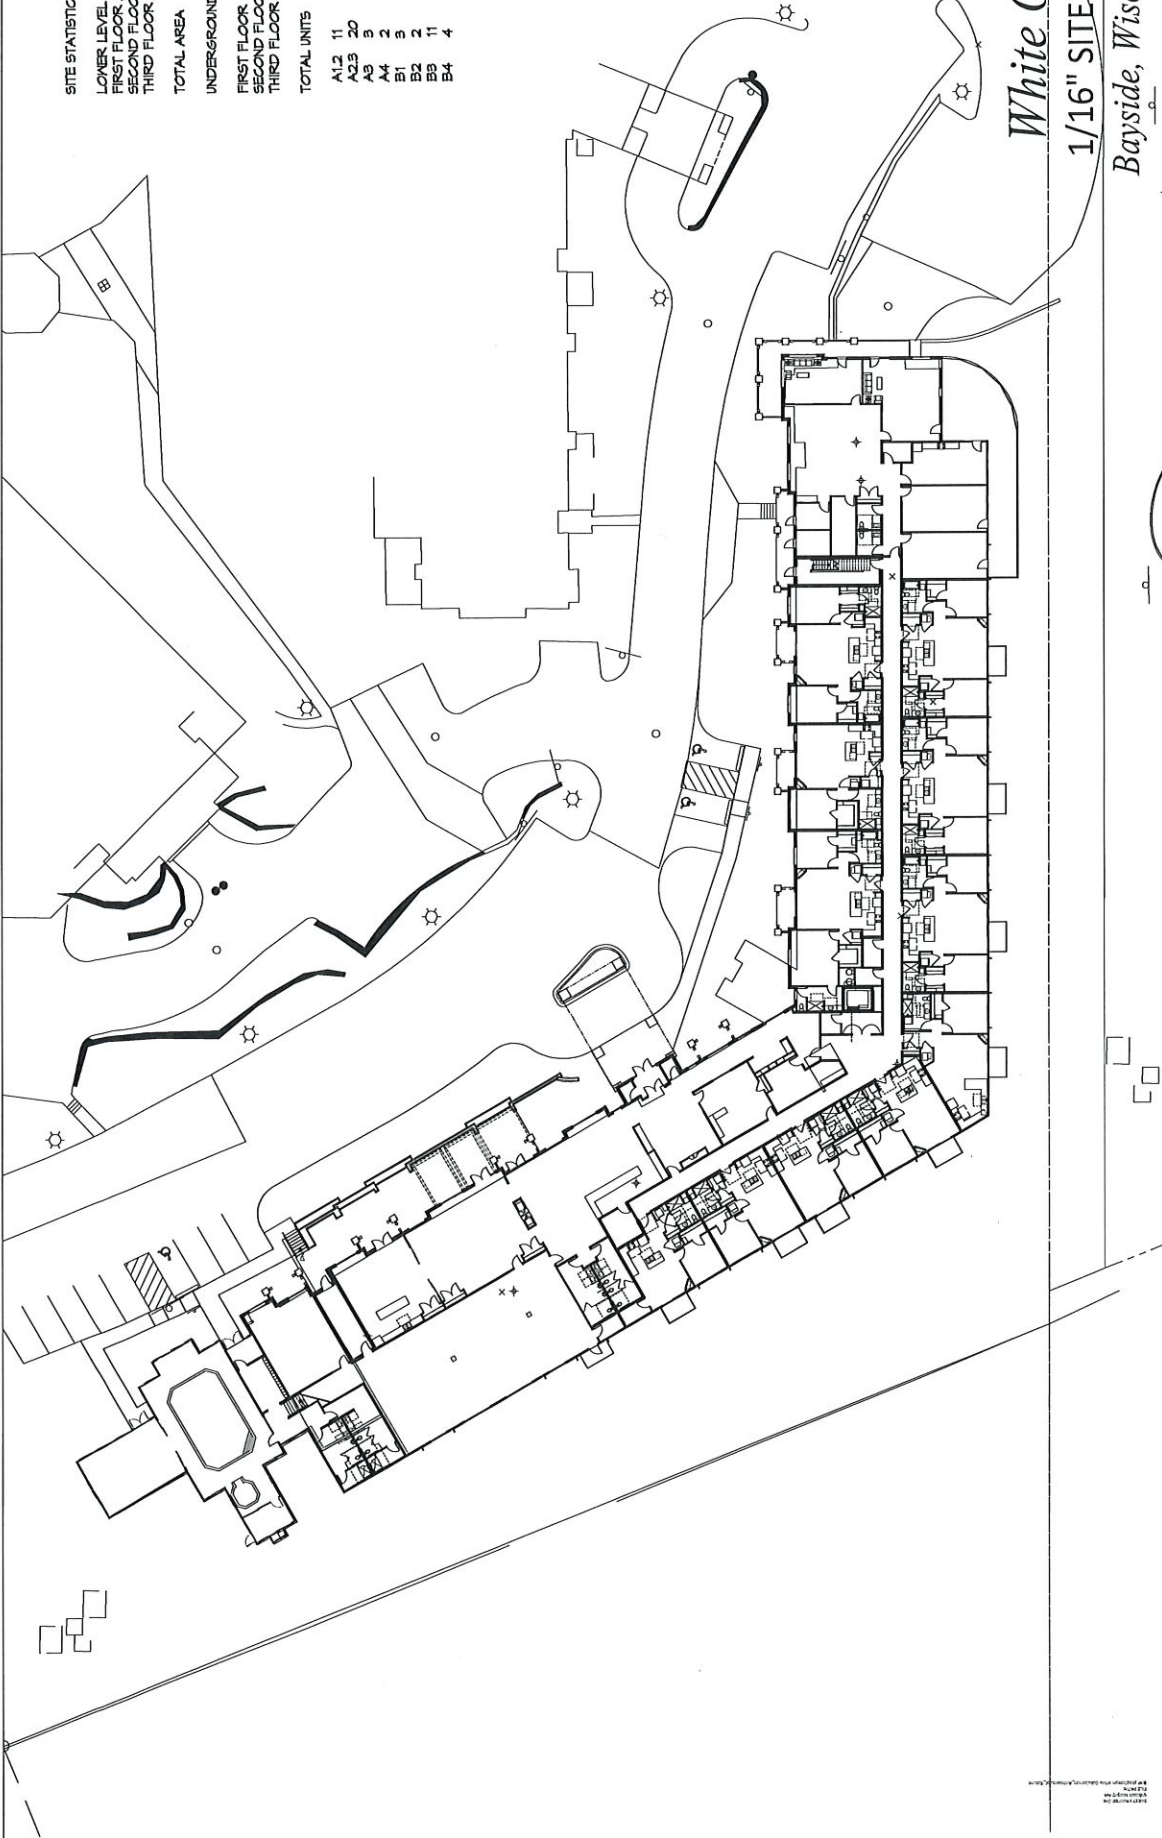 SITE STATISTIC
LOWER LEVEL
FIRST FLOOR
SECOND FLOO
THIRD FLOOR
TOTAL AREA
UNDERGROUND
FIRST FLOOR
SECOND FLOO
THIRD FLOOR
TOTAL UNITS
A1.2 11
A2.3 20
A3 3
A4 2
B1 3
B2 2
B3 11
B4 4
White
1/16" SITE
Bayside, Wisc